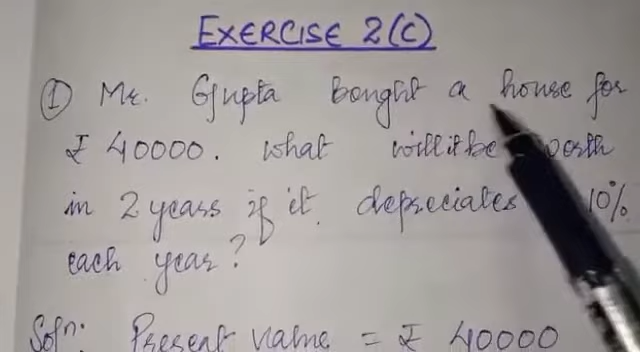 EXERCISE 2(C)
① Mr. Gupta bought a house for
₹ 40000. What will it be worth
in 2 years if it depreciates 10%
each year?
Soln: Present value = ₹ 40000